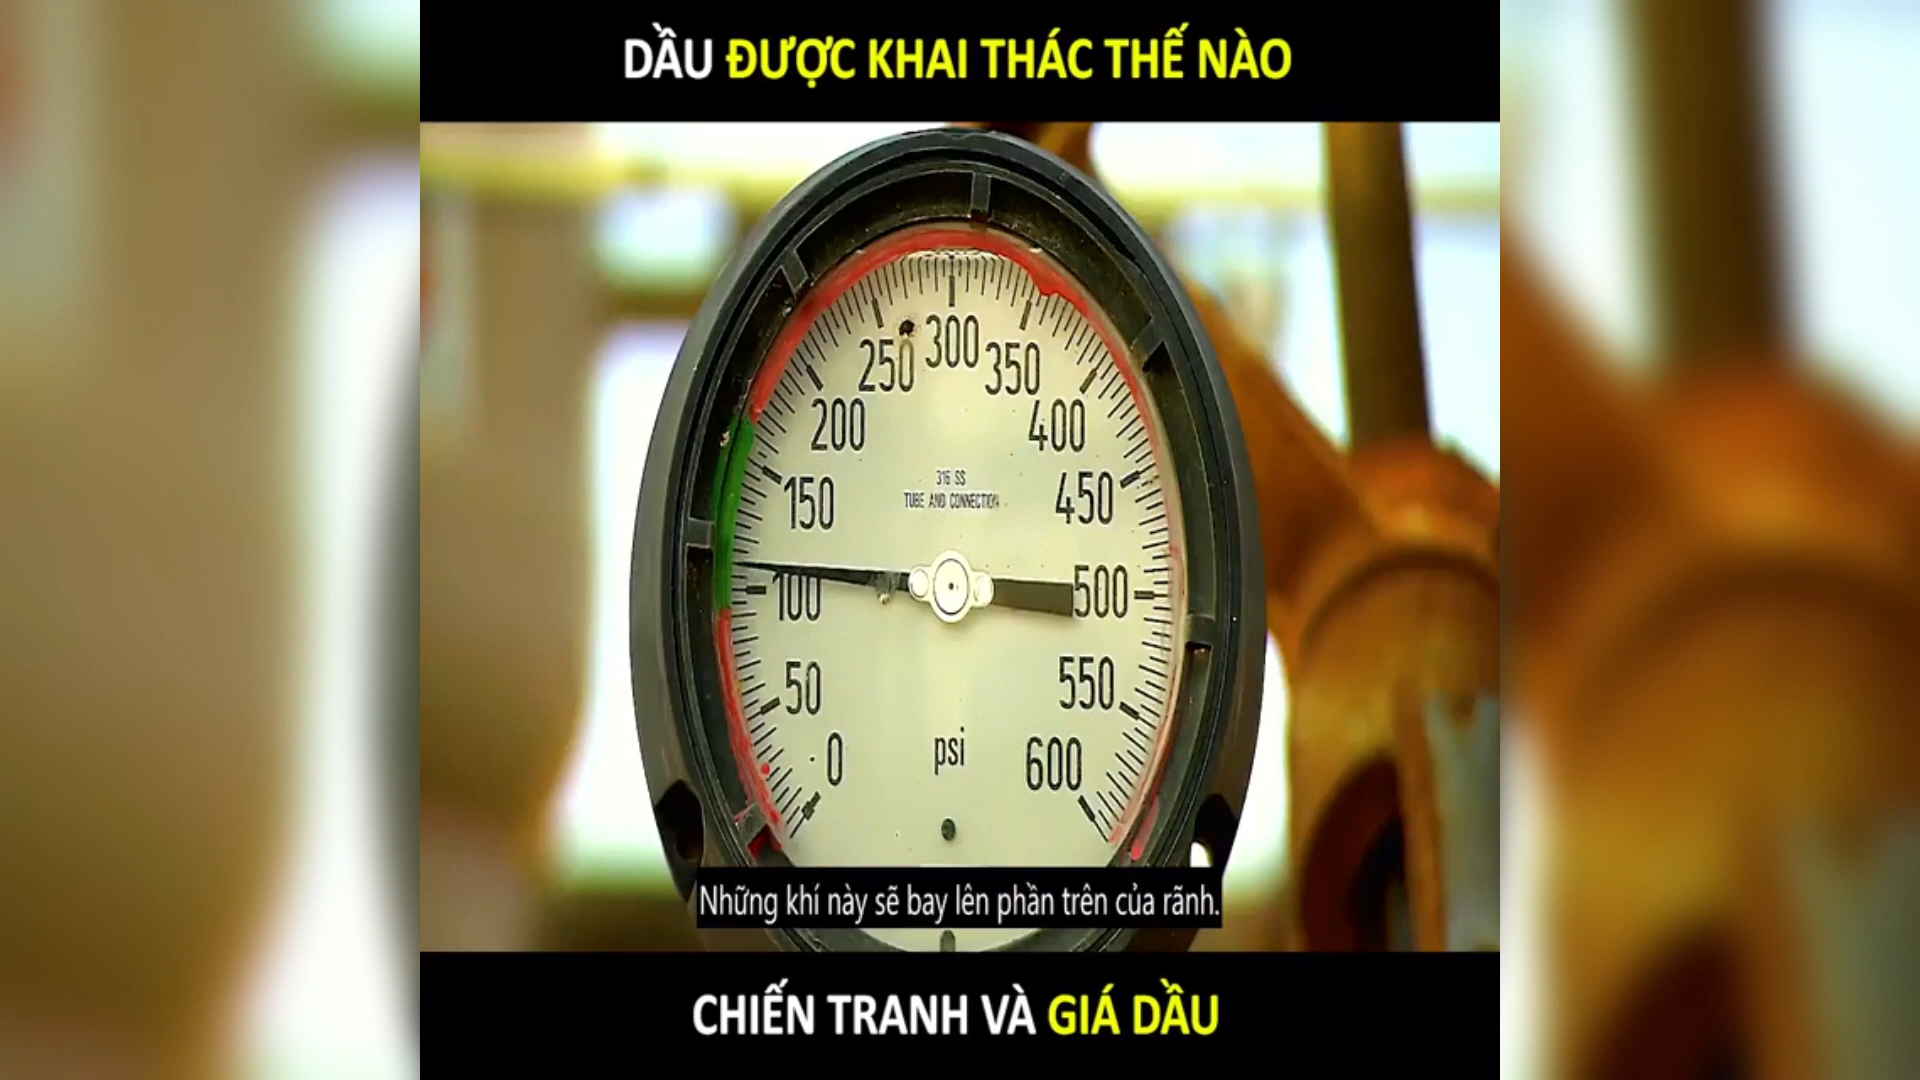 DẦU ĐƯỢC KHAI THÁC THẾ NÀO
300
250
350
200
400
316 SS
TUBE AND CONNECTION
150
450
100
500
50
550
0
psi
600
Những khí này sẽ bay lên phần trên của rãnh.
CHIẾN TRANH VÀ GIÁ DẦU